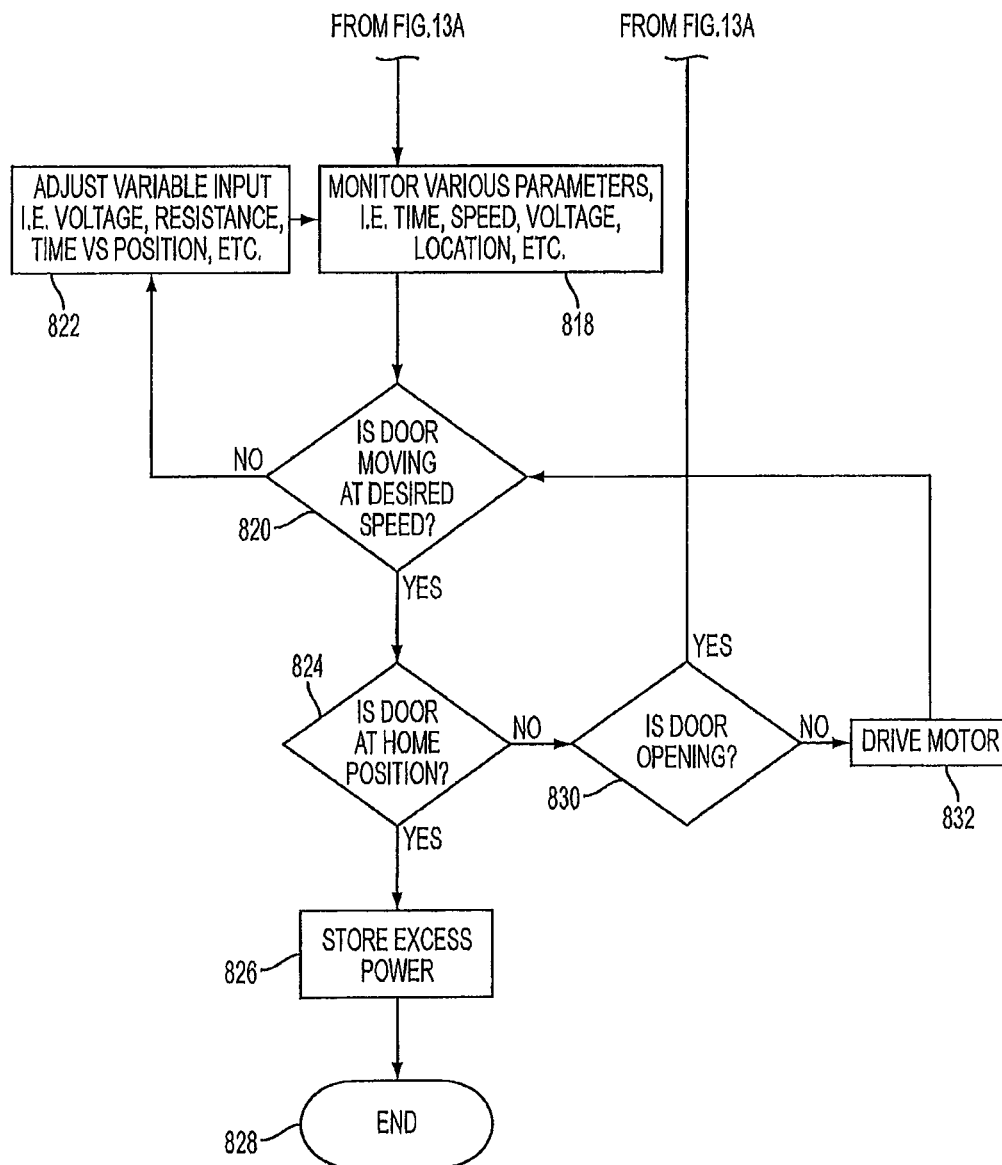 FROM FIG.13A
FROM FIG.13A
ADJUST VARIABLE INPUT
I.E. VOLTAGE, RESISTANCE,
TIME VS POSITION, ETC.
822
MONITOR VARIOUS PARAMETERS,
I.E. TIME, SPEED, VOLTAGE,
LOCATION, ETC.
818
IS DOOR
MOVING
AT DESIRED
SPEED?
NO
820
YES
824
IS DOOR
AT HOME
POSITION?
NO
YES
YES
IS DOOR
OPENING?
830
NO
DRIVE MOTOR
832
STORE EXCESS
POWER
826
END
828